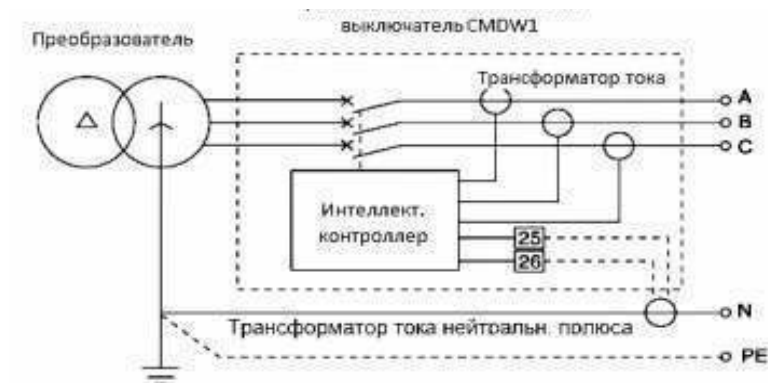 выключатель CMDW1
Преобразователь
Трансформатор тока
A
B
C
Интеллект.
контроллер
25
26
N
Трансформатор тока нейтральн. полюса
PE